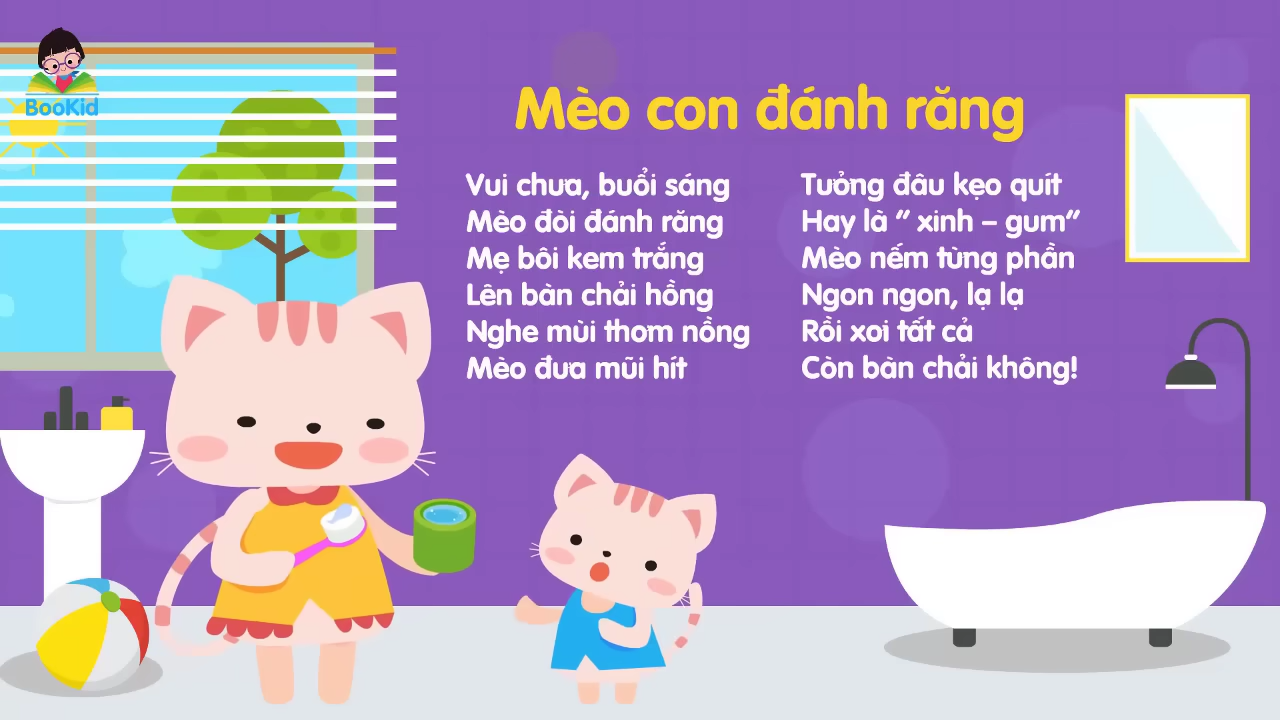 BooKid
Mèo con đánh răng
Vui chưa, buổi sáng
Mèo đòi đánh răng
Mẹ bôi kem trắng
Lên bàn chải hồng
Nghe mùi thơm nồng
Mèo đưa mũi hít
Tưởng đâu kẹo quít
Hay là " xinh – gum"
Mèo nếm từng phần
Ngon ngon, lạ lạ
Rồi xơi tất cả
Còn bàn chải không!